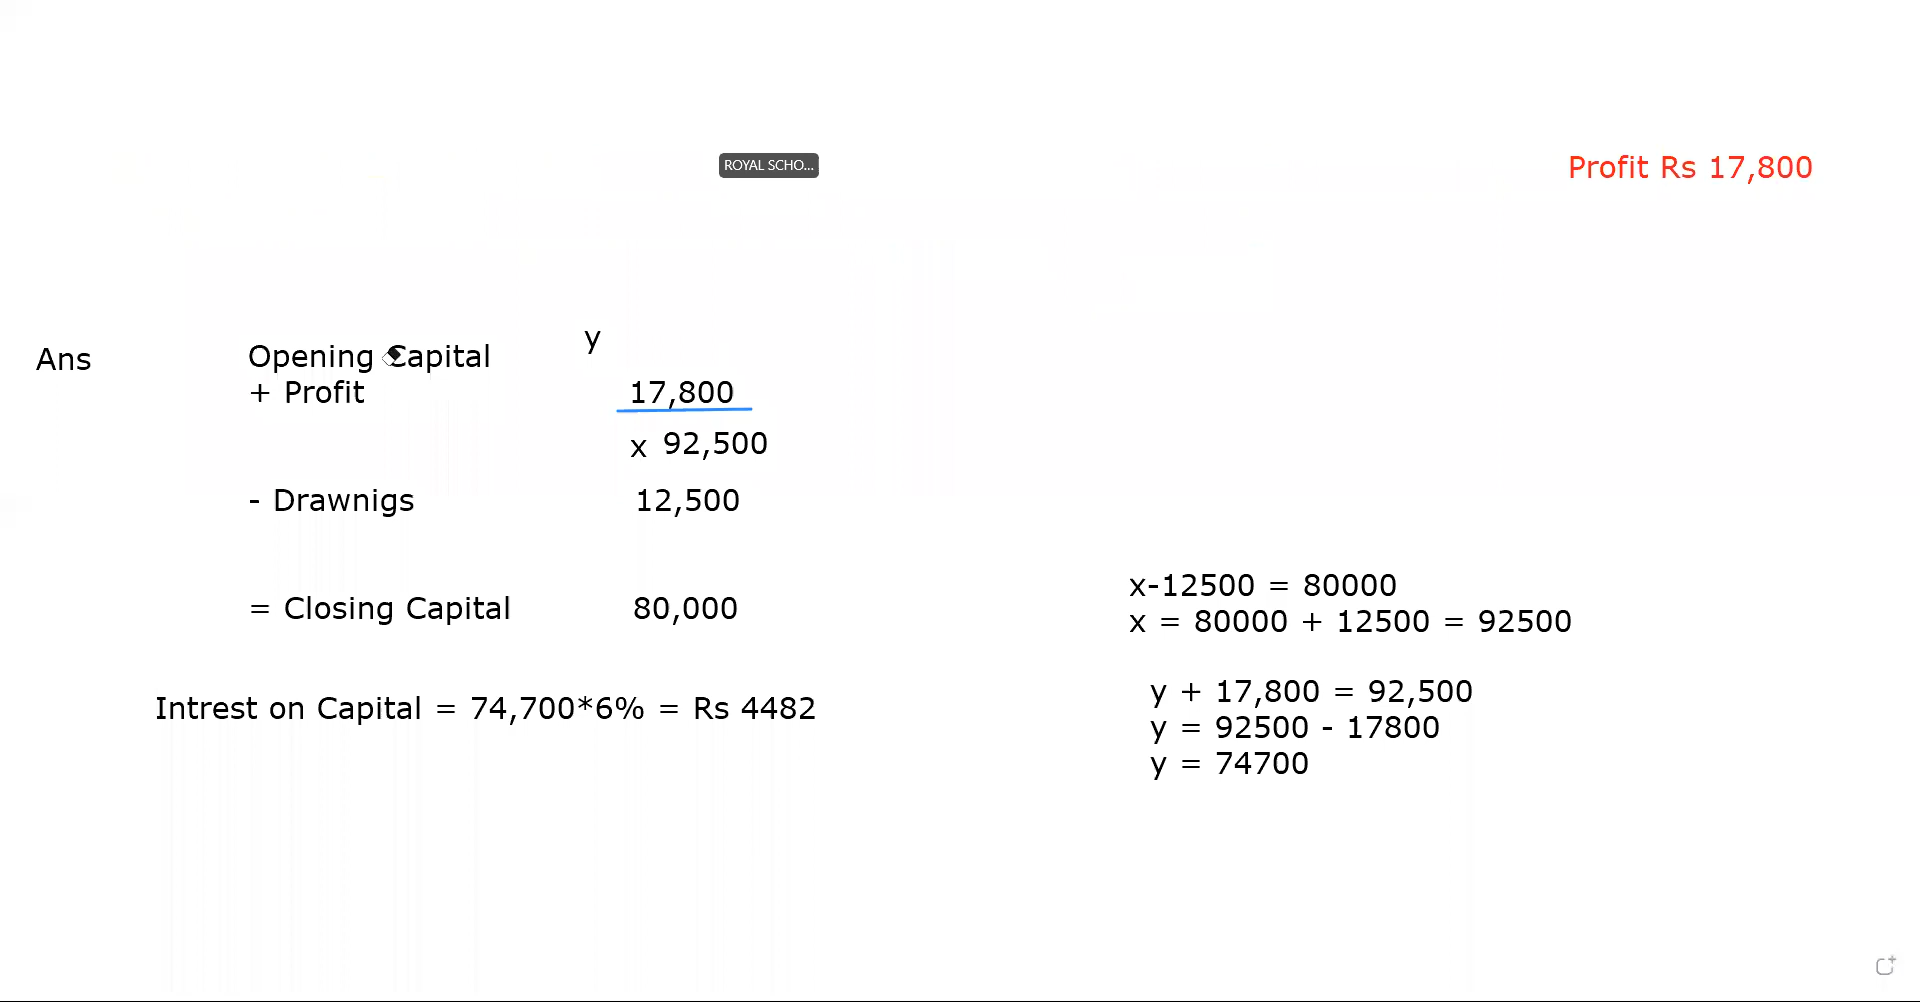 ROYAL SCHO...
Profit Rs 17,800
Ans
Opening Capital y
+ Profit 17,800
x 92,500
- Drawnigs 12,500
= Closing Capital 80,000
Intrest on Capital = 74,700*6% = Rs 4482
x-12500 = 80000
x = 80000 + 12500 = 92500
y + 17,800 = 92,500
y = 92500 - 17800
y = 74700